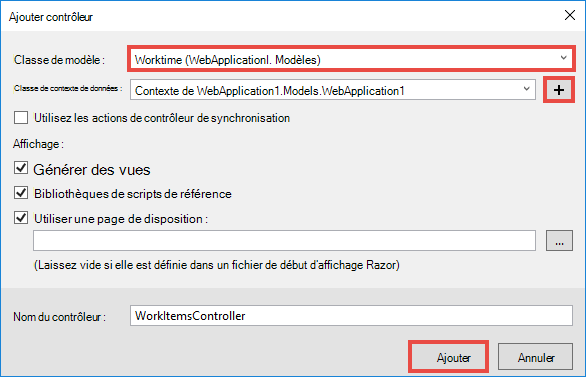 Ajouter contrôleur
Classe de modèle :
Worktime (WebApplicationl. Modèles)
Classe de contexte de données :
Contexte de WebApplication1.Models.WebApplication1
+
Utilisez les actions de contrôleur de synchronisation
Affichage :
Générer des vues
Bibliothèques de scripts de référence
Utiliser une page de disposition :
...
(Laissez vide si elle est définie dans un fichier de début d'affichage Razor)
Nom du contrôleur :
WorkItemsController
Ajouter
Annuler